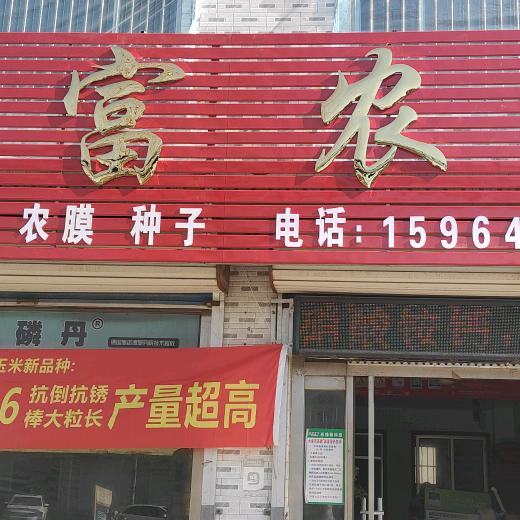 富农
农膜 种子 电话:15964
磷丹®
玉米新品种:
6 抗倒抗锈 产量超高
棒大粒长